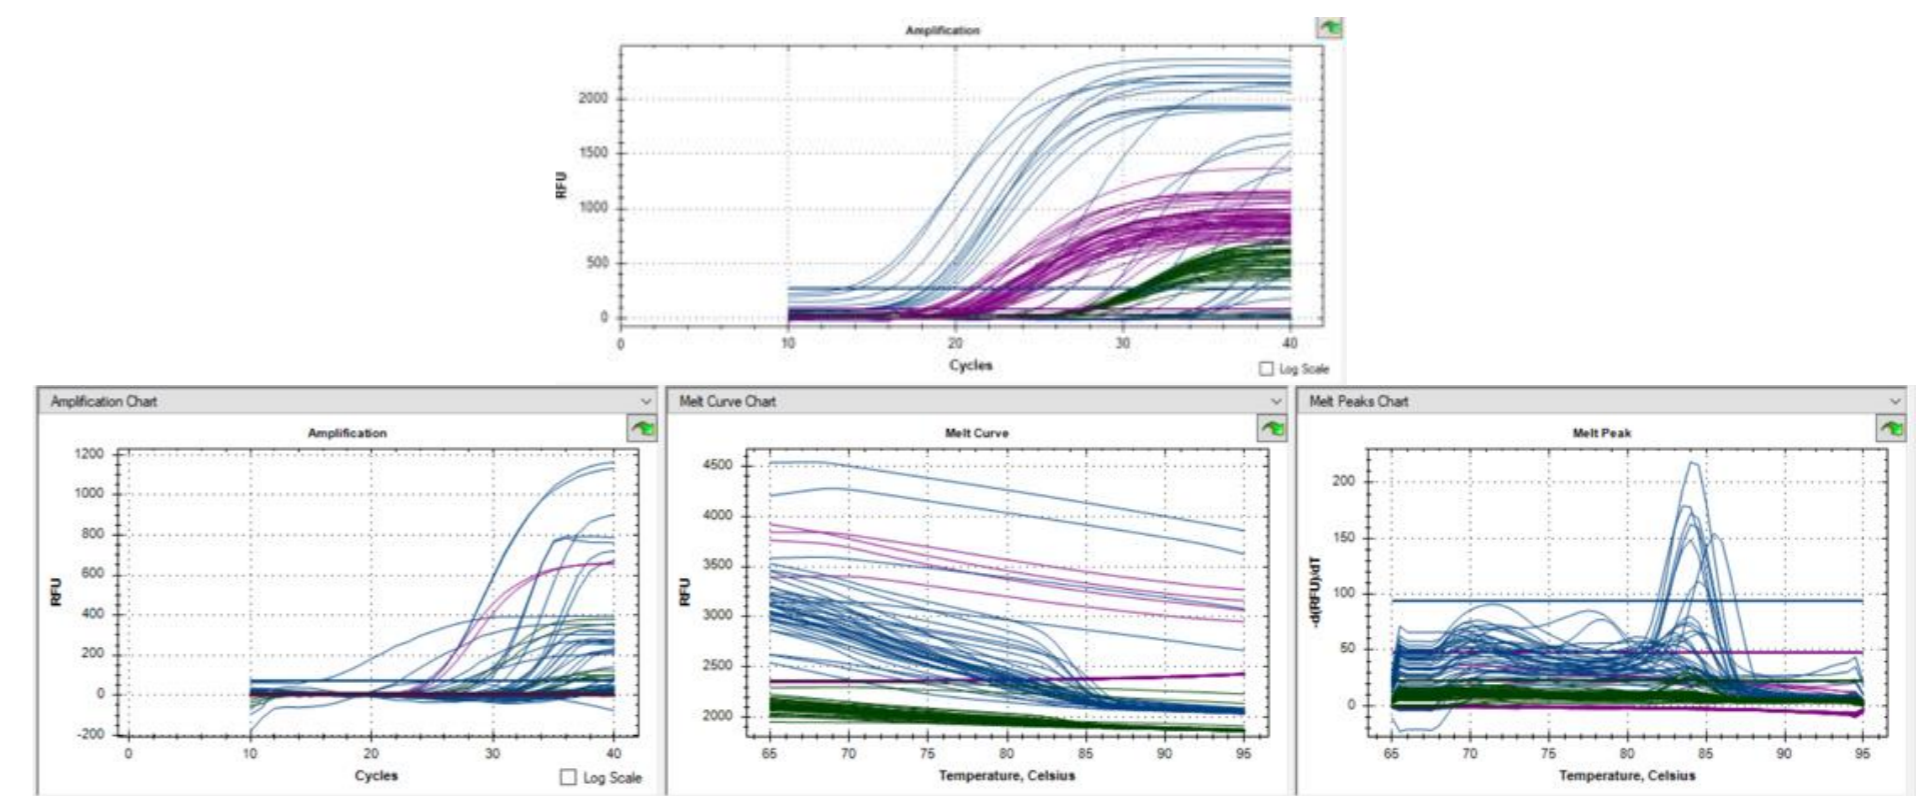 Amplification
2000
1500
1000
500
0
RFU
0 10 20 30 40
Cycles
Log Scale
Amplification Chart
Amplification
1200
1000
800
600
400
200
0
-200
RFU
0 10 20 30 40
Cycles
Log Scale
Melt Curve Chart
Melt Curve
4500
4000
3500
3000
2500
2000
RFU
65 70 75 80 85 90 95
Temperature, Celsius
Melt Peaks Chart
Melt Peak
200
150
100
50
0
-d(RFU)/dT
65 70 75 80 85 90 95
Temperature, Celsius